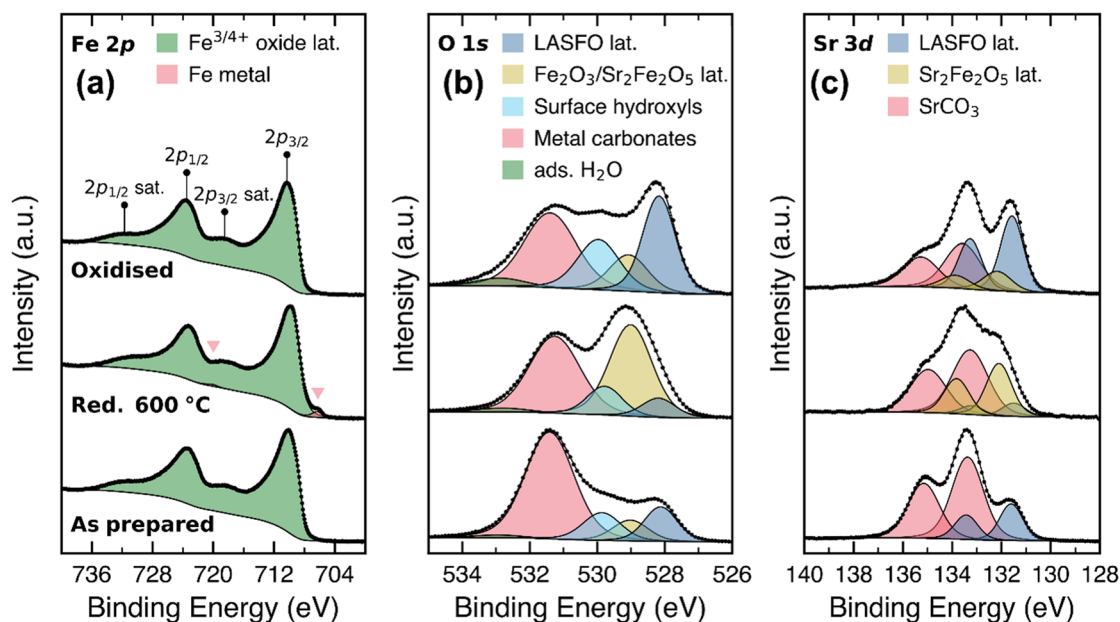 Fe 2p
Fe³/⁴⁺ oxide lat.
Fe metal
(a)
2p₁/₂ sat.
2p₁/₂
2p₃/₂ sat.
2p₃/₂
Oxidised
Red. 600 °C
As prepared
Intensity (a.u.)
736 728 720 712 704
Binding Energy (eV)
O 1s
LASFO lat.
Fe₂O₃/Sr₂Fe₂O₅ lat.
Surface hydroxyls
Metal carbonates
ads. H₂O
(b)
Intensity (a.u.)
534 532 530 528 526
Binding Energy (eV)
Sr 3d
LASFO lat.
Sr₂Fe₂O₅ lat.
SrCO₃
(c)
Intensity (a.u.)
140 138 136 134 132 130 128
Binding Energy (eV)